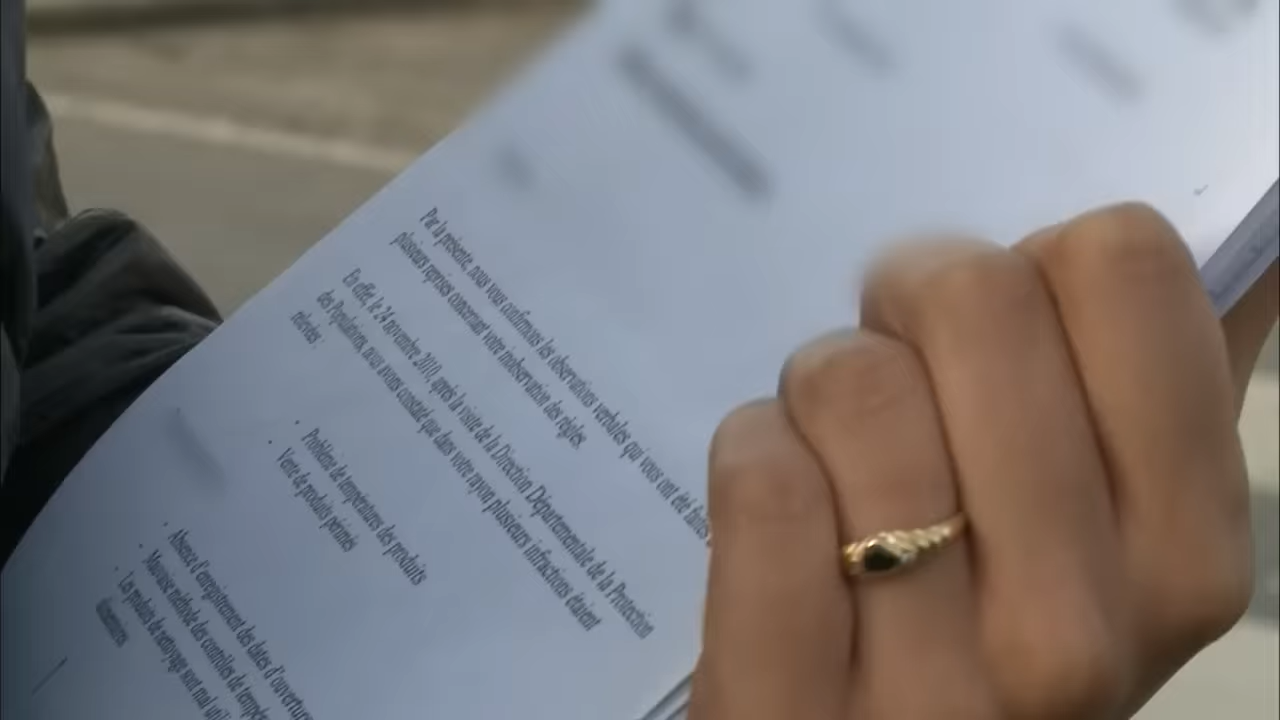 Par la présente, nous vous confirmons les observations verbales qui vous ont été faites
plusieurs reprises concernant votre inobservation des règles.
En effet, le 24 novembre 2010, après la visite de la Direction Départementale de la Protection
des Populations, nous avons constaté que dans votre rayon plusieurs infractions étaient
relevées :
• Problème de températures des produits
• Vente de produits périmés
• Absence d'enregistrement des dates d'ouverture
• Mauvaise méthode des contrôles de tempé
• Les produits de nettoyage sont mal